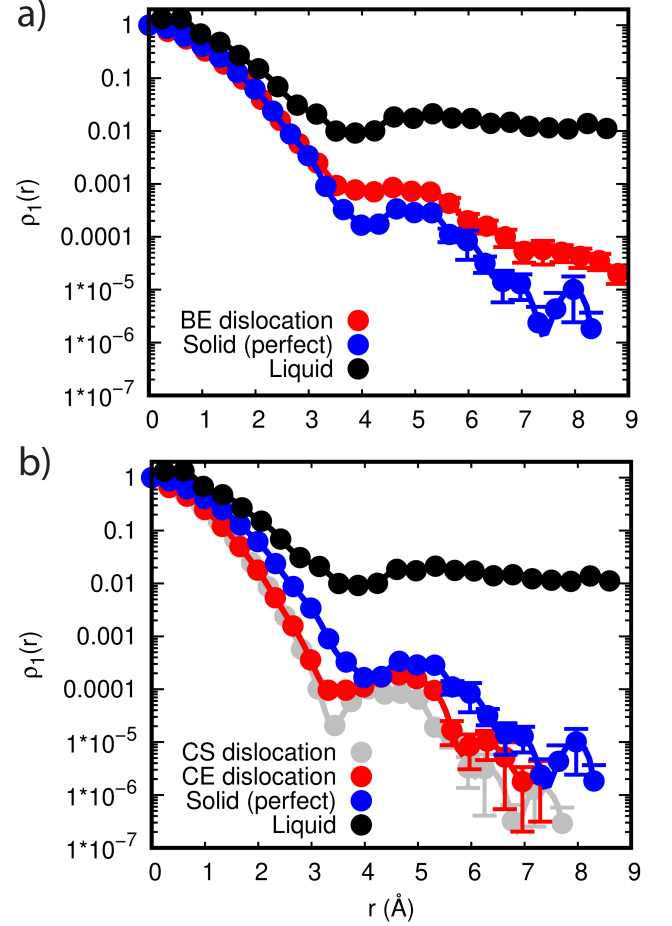 a)
1
0.1
0.01
0.001
0.0001
1*10⁻⁵
1*10⁻⁶
1*10⁻⁷
ρ₁(r)
BE dislocation
Solid (perfect)
Liquid
0 1 2 3 4 5 6 7 8 9
b)
1
0.1
0.01
0.001
0.0001
1*10⁻⁵
1*10⁻⁶
1*10⁻⁷
ρ₁(r)
CS dislocation
CE dislocation
Solid (perfect)
Liquid
0 1 2 3 4 5 6 7 8 9
r (Å)